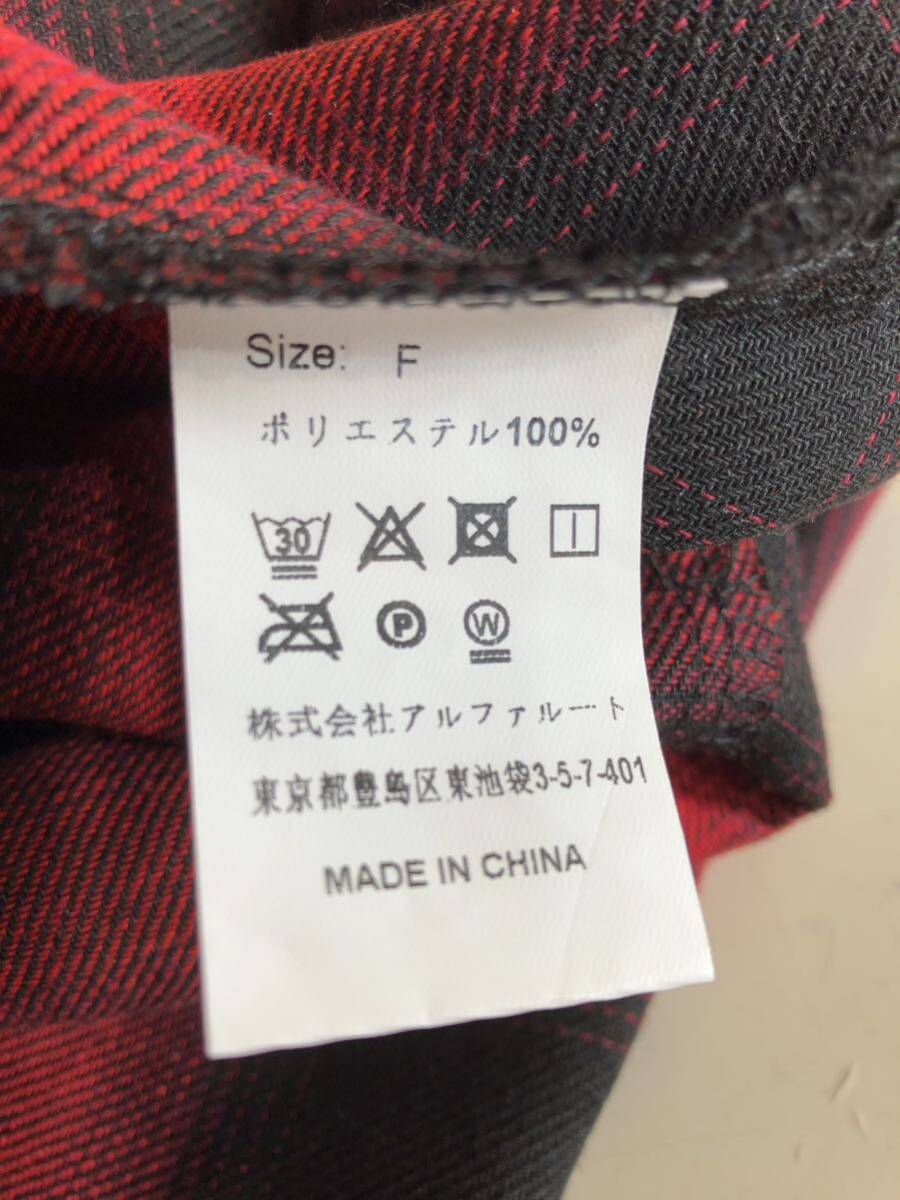 Size: F
ポリエステル100%
30
P W
株式会社アルファルート
東京都豊島区東池袋3-5-7-401
MADE IN CHINA